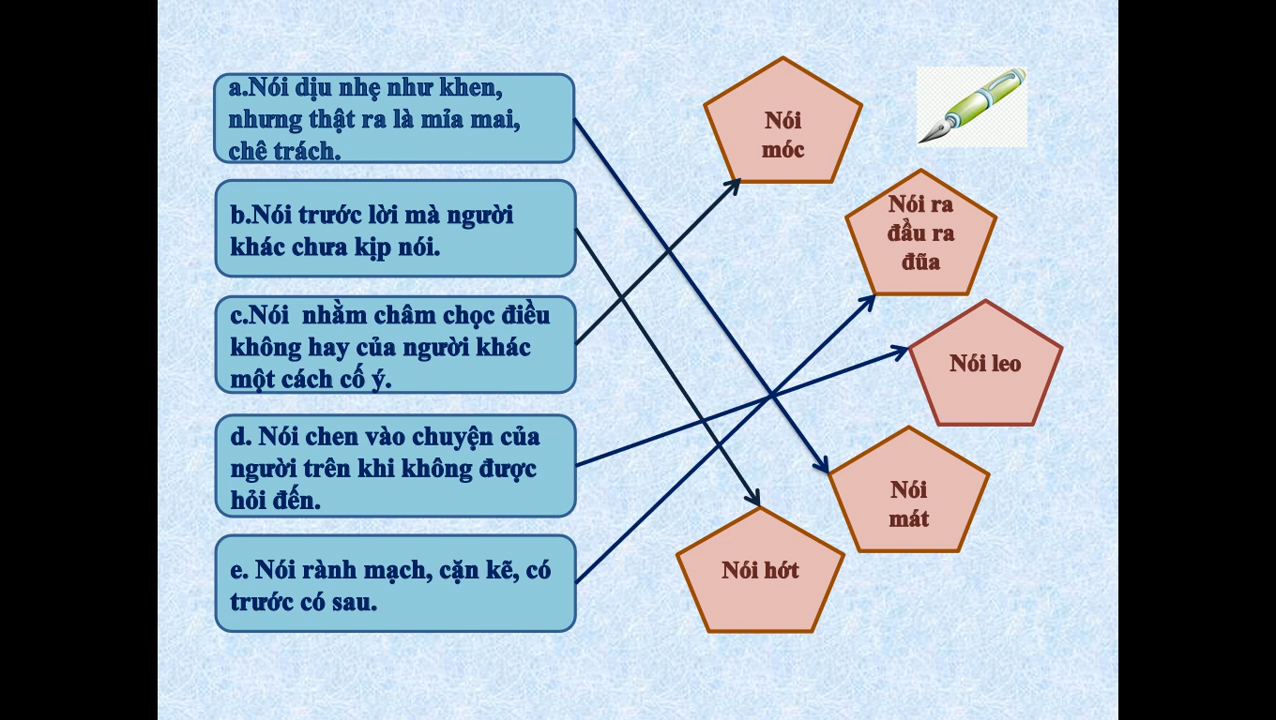 a.Nói dịu nhẹ như khen,
nhưng thật ra là mỉa mai,
chê trách.
b.Nói trước lời mà người
khác chưa kịp nói.
c.Nói  nhằm châm chọc điều
không hay của người khác
một cách cố ý.
d. Nói chen vào chuyện của
người trên khi không được
hỏi đến.
e. Nói rành mạch, cặn kẽ, có
trước có sau.
Nói
móc
Nói ra
đầu ra
đũa
Nói leo
Nói
mát
Nói hớt